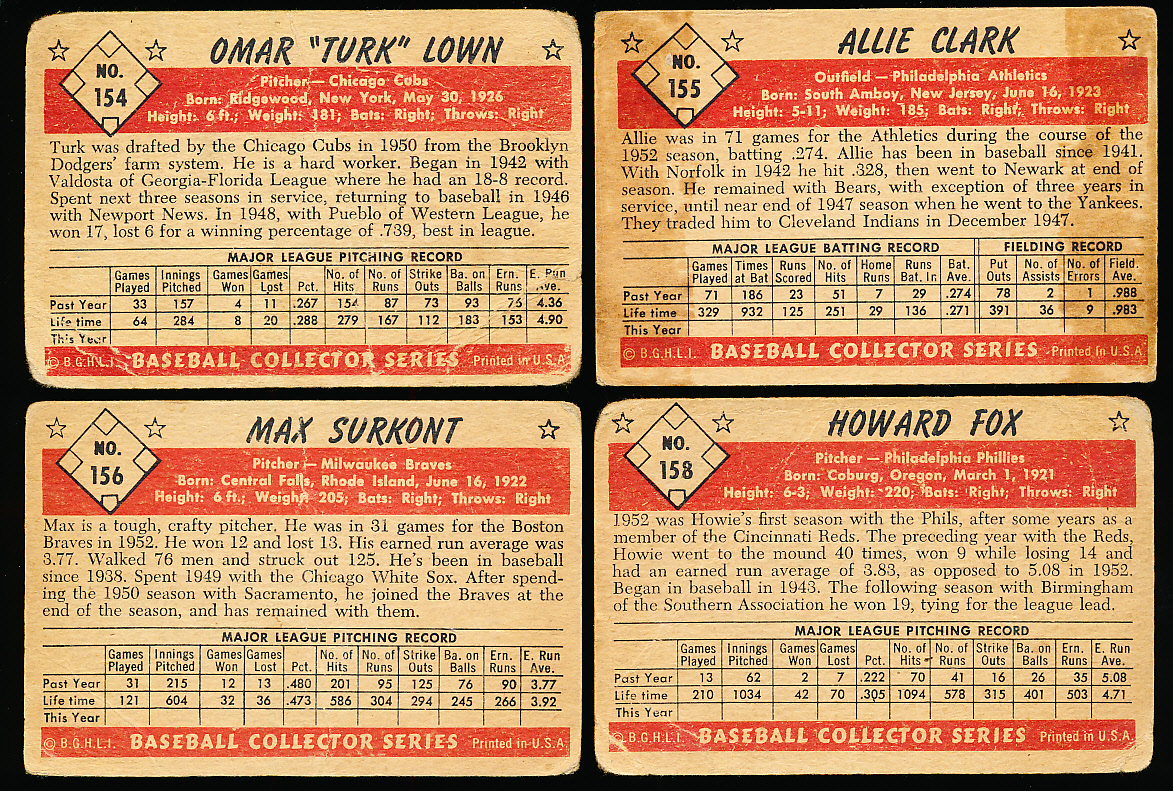 OMAR "TURK" LOWN
NO.
154
Pitcher—Chicago Cubs
Born: Ridgewood, New York, May 30, 1926
Height: 6 ft.; Weight: 181; Bats: Right; Throws: Right
Turk was drafted by the Chicago Cubs in 1950 from the Brooklyn
Dodgers' farm system. He is a hard worker. Began in 1942 with
Valdosta of Georgia-Florida League where he had an 18-8 record.
Spent next three seasons in service, returning to baseball in 1946
with Newport News. In 1948, with Pueblo of Western League, he
won 17, lost 6 for a winning percentage of .739, best in league.
MAJOR LEAGUE PITCHING RECORD
Games Innings Games Games No. of No. of Strike Ba. on Ern. E. Run
Played Pitched Won Lost Pct. Hits Runs Outs Balls Runs Ave.
Past Year 33 157 4 11 .267 154 87 73 93 76 4.36
Life time 64 284 8 20 .288 279 167 112 183 153 4.90
This Year
© B.G.H.L.I. BASEBALL COLLECTOR SERIES Printed in U.S.A.
ALLIE CLARK
NO.
155
Outfield — Philadelphia Athletics
Born: South Amboy, New Jersey, June 16, 1923
Height: 5-11; Weight: 185; Bats: Right; Throws: Right
Allie was in 71 games for the Athletics during the course of the
1952 season, batting .274. Allie has been in baseball since 1941.
With Norfolk in 1942 he hit .328, then went to Newark at end of
season. He remained with Bears, with exception of three years in
service, until near end of 1947 season when he went to the Yankees.
They traded him to Cleveland Indians in December 1947.
MAJOR LEAGUE BATTING RECORD FIELDING RECORD
Games Times Runs No. of Home Runs Bat. Put No. of No. of Field.
Played at Bat Scored Hits Runs Bat. In Ave. Outs Assists Errors Ave.
Past Year 71 186 23 51 7 29 .274 78 2 1 .988
Life time 329 932 125 251 29 136 .271 391 36 9 .983
This Year
© B.G.H.L.I. BASEBALL COLLECTOR SERIES Printed in U.S.A.
MAX SURKONT
NO.
156
Pitcher — Milwaukee Braves
Born: Central Falls, Rhode Island, June 16, 1922
Height: 6 ft.; Weight: 205; Bats: Right; Throws: Right
Max is a tough, crafty pitcher. He was in 31 games for the Boston
Braves in 1952. He won 12 and lost 13. His earned run average was
3.77. Walked 76 men and struck out 125. He's been in baseball
since 1938. Spent 1949 with the Chicago White Sox. After spend-
ing the 1950 season with Sacramento, he joined the Braves at the
end of the season, and has remained with them.
MAJOR LEAGUE PITCHING RECORD
Games Innings Games Games No. of No. of Strike Ba. on Ern. E. Run
Played Pitched Won Lost Pct. Hits Runs Outs Balls Runs Ave.
Past Year 31 215 12 13 .480 201 95 125 76 90 3.77
Life time 121 604 32 36 .473 586 304 294 245 266 3.92
This Year
© B.G.H.L.I. BASEBALL COLLECTOR SERIES Printed in U.S.A.
HOWARD FOX
NO.
158
Pitcher — Philadelphia Phillies
Born: Coburg, Oregon, March 1, 1921
Height: 6-3; Weight: 220; Bats: Right; Throws: Right
1952 was Howie's first season with the Phils, after some years as a
member of the Cincinnati Reds. The preceding year with the Reds,
Howie went to the mound 40 times, won 9 while losing 14 and
had an earned run average of 3.83, as opposed to 5.08 in 1952.
Began in baseball in 1943. The following season with Birmingham
of the Southern Association he won 19, tying for the league lead.
MAJOR LEAGUE PITCHING RECORD
Games Innings Games Games No. of No. of Strike Ba. on Ern. E. Run
Played Pitched Won Lost Pct. Hits Runs Outs Balls Runs Ave.
Past Year 13 62 2 7 .222 70 41 16 26 35 5.08
Life time 210 1034 42 70 .305 1094 578 315 401 503 4.71
This Year
© B.G.H.L.I. BASEBALL COLLECTOR SERIES Printed in U.S.A.